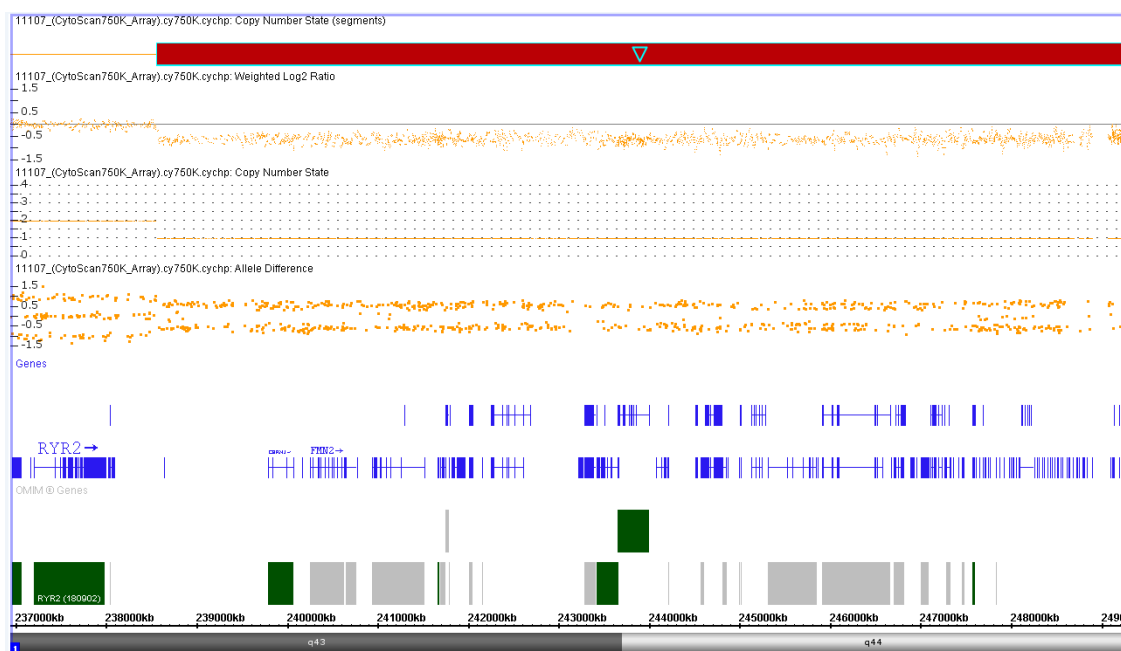 11107_(CytoScan750K_Array).cy750K.cychp: Copy Number State (segments)
11107_(CytoScan750K_Array).cy750K.cychp: Weighted Log2 Ratio
1.5
0.5
-0.5
-1.5
11107_(CytoScan750K_Array).cy750K.cychp: Copy Number State
4
3
2
1
0
11107_(CytoScan750K_Array).cy750K.cychp: Allele Difference
1.5
0.5
-0.5
-1.5
Genes
RYR2→
FMN2→
OMIM ® Genes
RYR2 (180902)
237000kb 238000kb 239000kb 240000kb 241000kb 242000kb 243000kb 244000kb 245000kb 246000kb 247000kb 248000kb 249
q43 q44
1